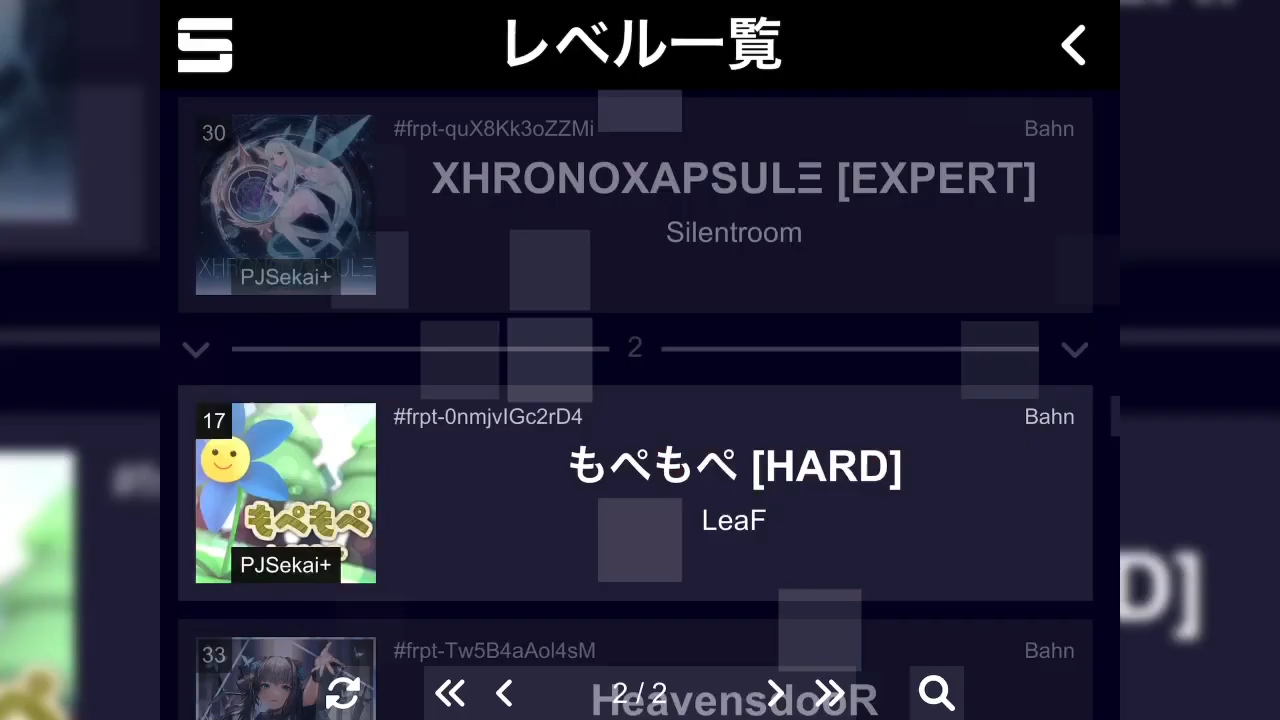 レベル一覧
30
#frpt-quX8Kk3oZZMi
Bahn
XHRONOXAPSULΞ [EXPERT]
Silentroom
XHRONOXAPSULΞ
PJSekai+
2
17
#frpt-0nmjvIGc2rD4
Bahn
もぺもぺ [HARD]
LeaF
もぺもぺ
PJSekai+
33
#frpt-Tw5B4aAol4sM
Bahn
HeavensdooR
2 / 2